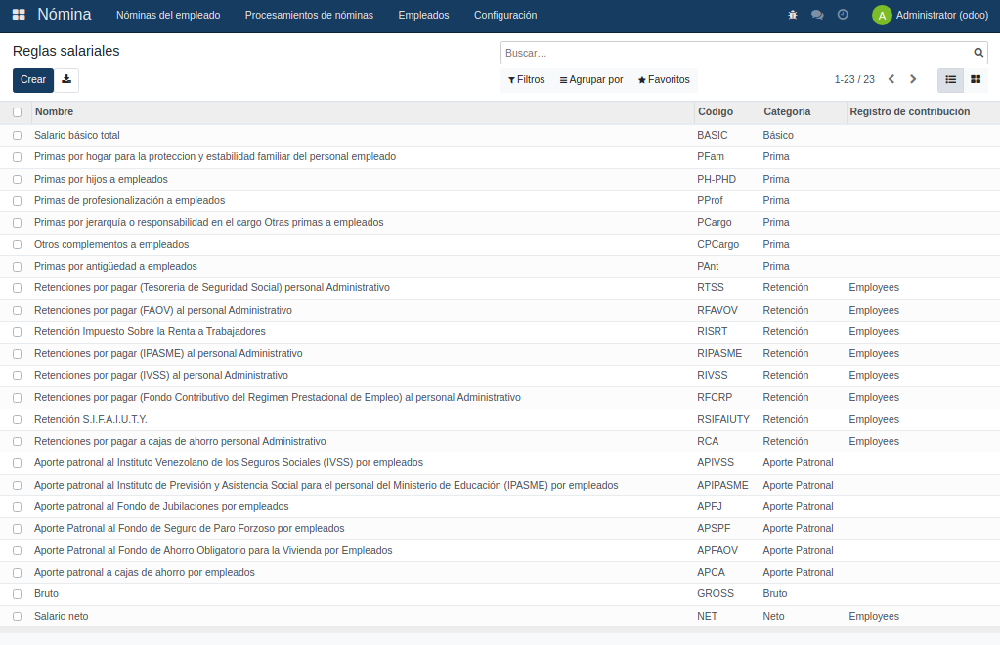 Nómina Nóminas del empleado Procesamientos de nóminas Empleados Configuración A Administrator (odoo)
Reglas salariales Buscar...
Crear Filtros Agrupar por Favoritos 1-23 / 23
Nombre Código Categoría Registro de contribución
Salario básico total BASIC Básico
Primas por hogar para la proteccion y estabilidad familiar del personal empleado PFam Prima
Primas por hijos a empleados PH-PHD Prima
Primas de profesionalización a empleados PProf Prima
Primas por jerarquía o responsabilidad en el cargo Otras primas a empleados PCargo Prima
Otros complementos a empleados CPCargo Prima
Primas por antigüedad a empleados PAnt Prima
Retenciones por pagar (Tesoreria de Seguridad Social) personal Administrativo RTSS Retención Employees
Retenciones por pagar (FAOV) al personal Administrativo RFAVOV Retención Employees
Retención Impuesto Sobre la Renta a Trabajadores RISRT Retención Employees
Retenciones por pagar (IPASME) al personal Administrativo RIPASME Retención Employees
Retenciones por pagar (IVSS) al personal Administrativo RIVSS Retención Employees
Retenciones por pagar (Fondo Contributivo del Regimen Prestacional de Empleo) al personal Administrativo RFCRP Retención Employees
Retención S.I.F.A.I.U.T.Y. RSIFAIUTY Retención Employees
Retenciones por pagar a cajas de ahorro personal Administrativo RCA Retención Employees
Aporte patronal al Instituto Venezolano de los Seguros Sociales (IVSS) por empleados APIVSS Aporte Patronal
Aporte patronal al Instituto de Previsión y Asistencia Social para el personal del Ministerio de Educación (IPASME) por empleados APIPASME Aporte Patronal
Aporte patronal al Fondo de Jubilaciones por empleados APFJ Aporte Patronal
Aporte Patronal al Fondo de Seguro de Paro Forzoso por empleados APSPF Aporte Patronal
Aporte Patronal al Fondo de Ahorro Obligatorio para la Vivienda por Empleados APFAOV Aporte Patronal
Aporte patronal a cajas de ahorro por empleados APCA Aporte Patronal
Bruto GROSS Bruto
Salario neto NET Neto Employees